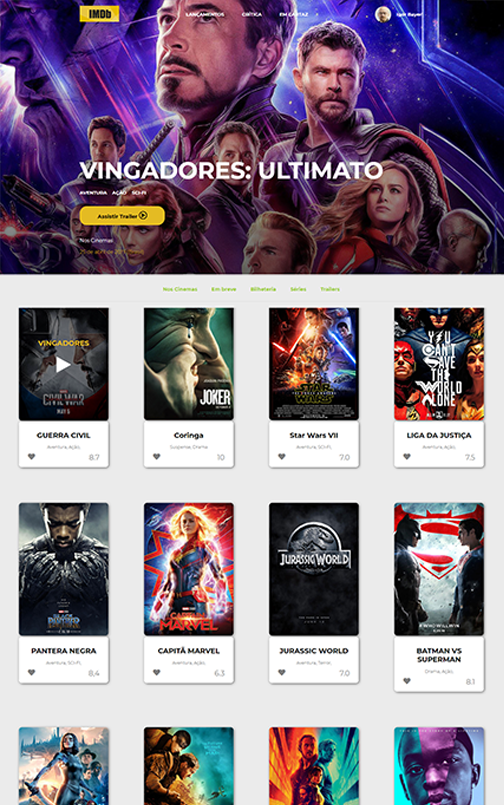 IMDb LANÇAMENTOS CRÍTICA EM CARTAZ Igor Bayer
VINGADORES: ULTIMATO
AVENTURA AÇÃO SCI-FI
Assistir Trailer
Nos Cinemas
Nos Cinemas Em breve Bilheteria Séries Trailers
VINGADORES
CIVIL WAR
JOKER
STAR WARS
YOU CAN'T SAVE THE WORLD ALONE
GUERRA CIVIL
Aventura, Ação,
8.7
Coringa
Suspense, Drama
10
Star Wars VII
Aventura, SCI-FI,
7.0
LIGA DA JUSTIÇA
Aventura, Ação,
7.5
BLACK PANTHER
CAPTAIN MARVEL
JURASSIC WORLD
PANTERA NEGRA
Aventura, SCI-FI,
8,4
CAPITÃ MARVEL
Aventura, Ação,
6.3
JURASSIC WORLD
Aventura, Terror,
7.0
BATMAN VS
SUPERMAN
Drama, Ação,
8.1